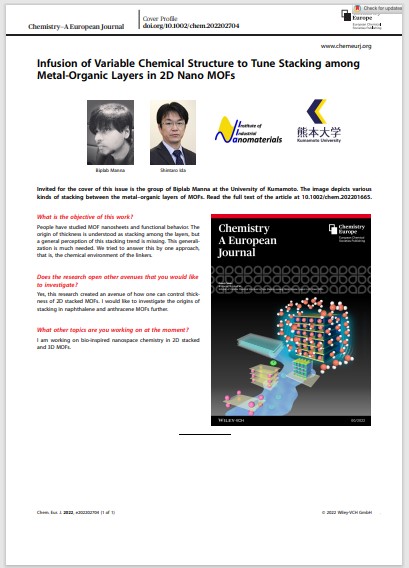 Check for updates
Chemistry–A European Journal
Cover Profile
doi.org/10.1002/chem.202202704
Chemistry
Europe
European Chemical
Societies Publishing
www.chemeurj.org
Infusion of Variable Chemical Structure to Tune Stacking among
Metal-Organic Layers in 2D Nano MOFs
Institute of
Industrial
Nanomaterials
熊本大学
Kumamoto University
Biplab Manna
Shintaro Ida
Invited for the cover of this issue is the group of Biplab Manna at the University of Kumamoto. The image depicts various
kinds of stacking between the metal–organic layers of MOFs. Read the full text of the article at 10.1002/chem.202201665.
What is the objective of this work?
People have studied MOF nanosheets and functional behavior. The
origin of thickness is understood as stacking among the layers, but
a general perception of this stacking trend is missing. This generali-
zation is much needed. We tried to answer this by one approach,
that is, the chemical environment of the linkers.
Does the research open other avenues that you would like
to investigate?
Yes, this research created an avenue of how one can control thick-
ness of 2D stacked MOFs. I would like to investigate the origins of
stacking in naphthalene and anthracene MOFs further.
What other topics are you working on at the moment?
I am working on bio-inspired nanospace chemistry in 2D stacked
and 3D MOFs.
Chemistry
A European
Journal
Chemistry
Europe
European Chemical
Societies Publishing
WILEY-VCH
Chem. Eur. J. 2022, e202202704 (1 of 1)
© 2022 Wiley-VCH GmbH